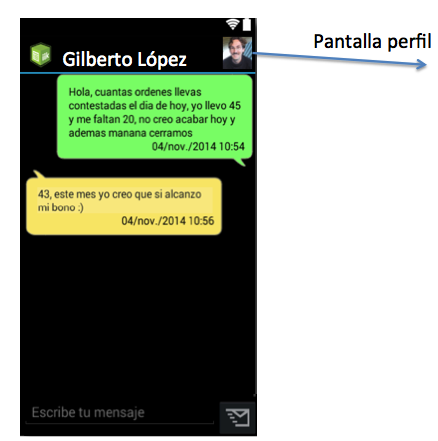 Pantalla perfil
Gilberto López
Hola, cuantas ordenes llevas
contestadas el dia de hoy, yo llevo 45
y me faltan 20, no creo acabar hoy y
ademas manana cerramos
04/nov./2014 10:54
43, este mes yo creo que si alcanzo
mi bono :)
04/nov./2014 10:56
Escribe tu mensaje